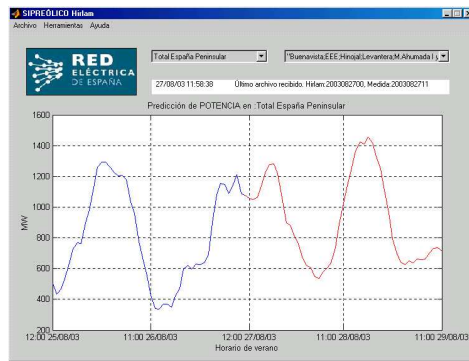 SIPREÓLICO Hirlam
Archivo Herramientas Ayuda
RED
ELÉCTRICA
DE ESPAÑA
Total España Peninsular
"Buenavista;EEE;Hinojal;Levantera;M.Ahumada I y
27/08/03 11:58:38 Último archivo recibido. Hirlam:2003082700, Medida:2003082711
Predicción de POTENCIA en :Total España Peninsular
1600
1400
1200
1000
800
600
400
200
MW
12:00 25/08/03 11:00 26/08/03 12:00 27/08/03 11:00 28/08/03 11:00 29/08/03
Horario de verano